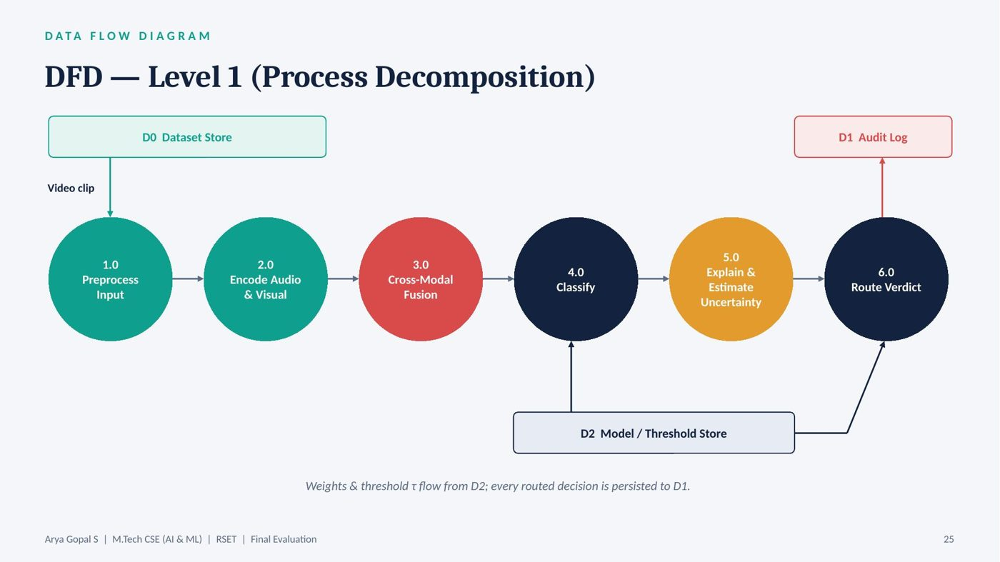 DATA FLOW DIAGRAM
DFD — Level 1 (Process Decomposition)
D0 Dataset Store
D1 Audit Log
Video clip
1.0
Preprocess
Input
2.0
Encode Audio
& Visual
3.0
Cross-Modal
Fusion
4.0
Classify
5.0
Explain &
Estimate
Uncertainty
6.0
Route Verdict
D2 Model / Threshold Store
Weights & threshold τ flow from D2; every routed decision is persisted to D1.
Arya Gopal S | M.Tech CSE (AI & ML) | RSET | Final Evaluation
25